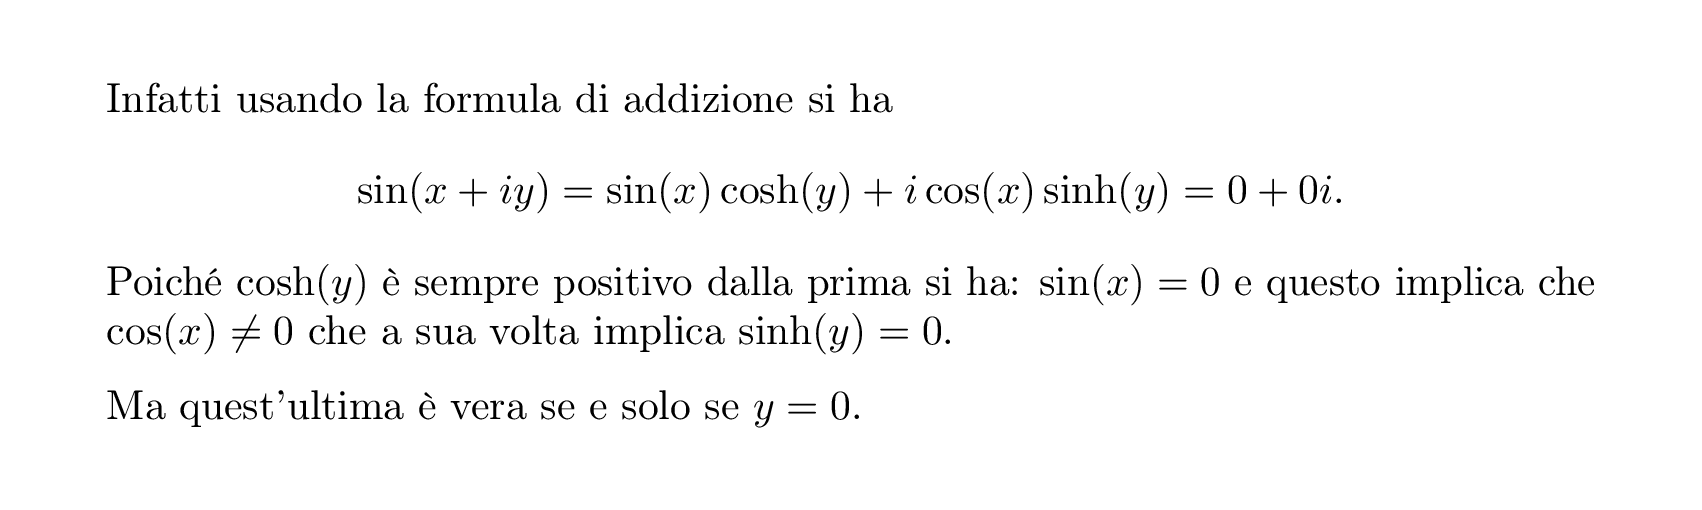 Infatti usando la formula di addizione si ha
sin(x + iy) = sin(x) cosh(y) + i cos(x) sinh(y) = 0 + 0i.
Poiché cosh(y) è sempre positivo dalla prima si ha: sin(x) = 0 e questo implica che
cos(x) ≠ 0 che a sua volta implica sinh(y) = 0.
Ma quest'ultima è vera se e solo se y = 0.